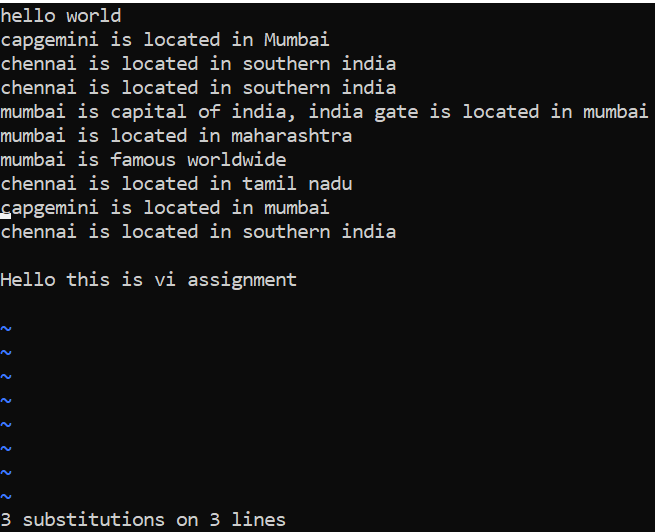 hello world
capgemini is located in Mumbai
chennai is located in southern india
chennai is located in southern india
mumbai is capital of india, india gate is located in mumbai
mumbai is located in maharashtra
mumbai is famous worldwide
chennai is located in tamil nadu
capgemini is located in mumbai
chennai is located in southern india

Hello this is vi assignment

~
~
~
~
~
~
~
~
3 substitutions on 3 lines